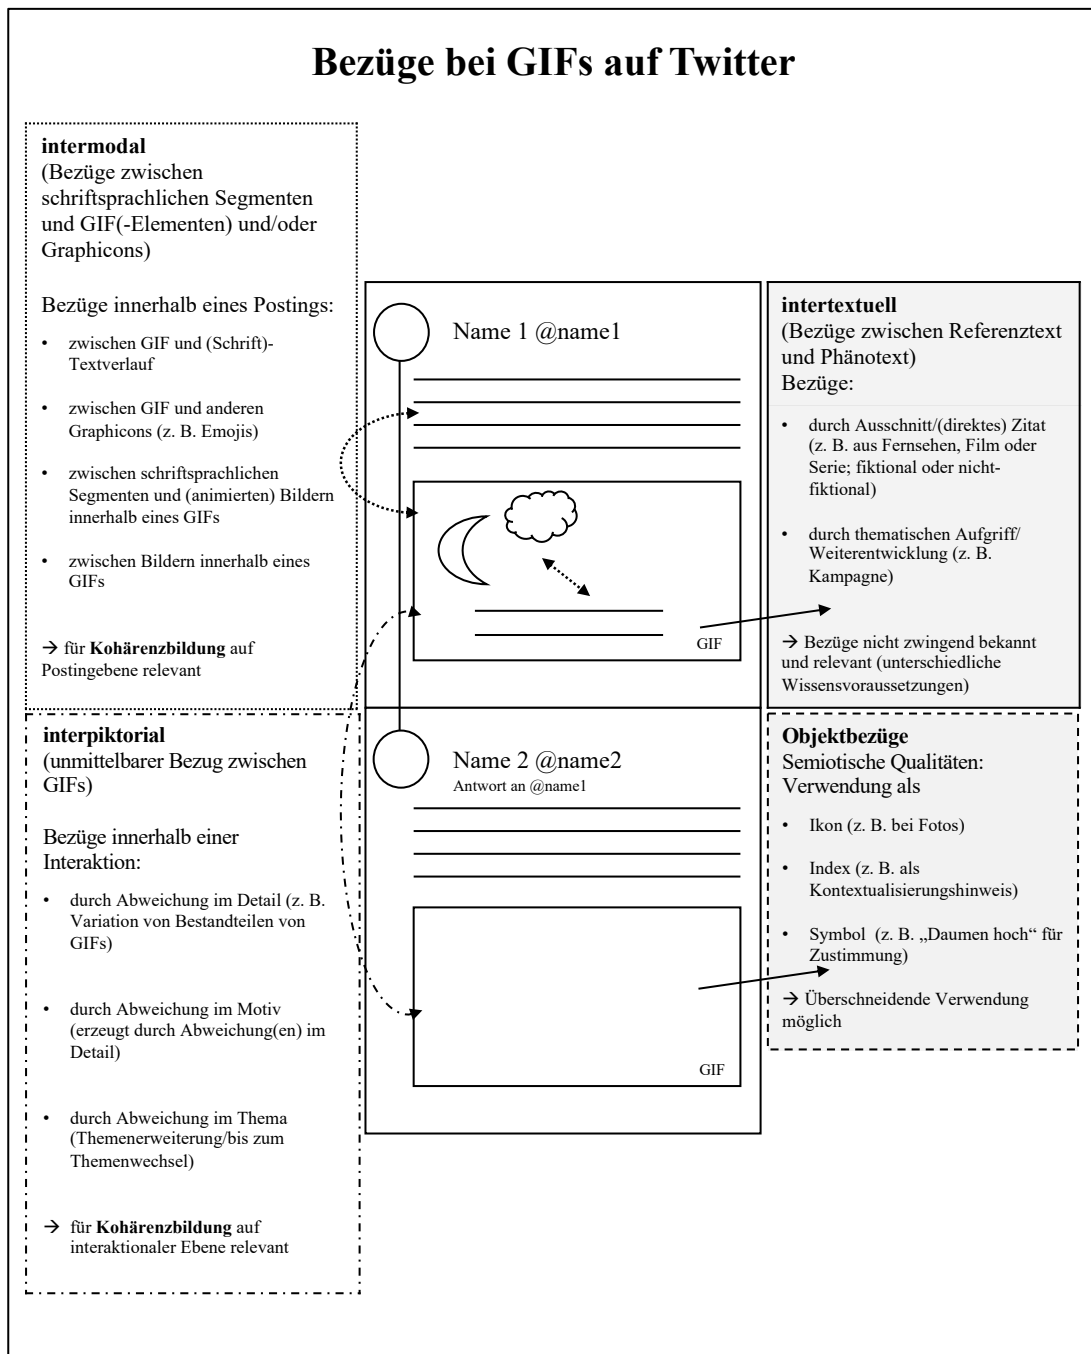 Bezüge bei GIFs auf Twitter
intermodal
(Bezüge zwischen
schriftsprachlichen Segmenten
und GIF(-Elementen) und/oder
Graphicons)
Bezüge innerhalb eines Postings:
• zwischen GIF und (Schrift)-
Textverlauf
• zwischen GIF und anderen
Graphicons (z. B. Emojis)
• zwischen schriftsprachlichen
Segmenten und (animierten) Bildern
innerhalb eines GIFs
• zwischen Bildern innerhalb eines
GIFs
→ für Kohärenzbildung auf
Postingebene relevant
interpiktorial
(unmittelbarer Bezug zwischen
GIFs)
Bezüge innerhalb einer
Interaktion:
• durch Abweichung im Detail (z. B.
Variation von Bestandteilen von
GIFs)
• durch Abweichung im Motiv
(erzeugt durch Abweichung(en) im
Detail)
• durch Abweichung im Thema
(Themenerweiterung/bis zum
Themenwechsel)
→ für Kohärenzbildung auf
interaktionaler Ebene relevant
Name 1 @name1
GIF
Name 2 @name2
Antwort an @name1
GIF
intertextuell
(Bezüge zwischen Referenztext
und Phänotext)
Bezüge:
• durch Ausschnitt/(direktes) Zitat
(z. B. aus Fernsehen, Film oder
Serie; fiktional oder nicht-
fiktional)
• durch thematischen Aufgriff/
Weiterentwicklung (z. B.
Kampagne)
→ Bezüge nicht zwingend bekannt
und relevant (unterschiedliche
Wissensvoraussetzungen)
Objektbezüge
Semiotische Qualitäten:
Verwendung als
• Ikon (z. B. bei Fotos)
• Index (z. B. als
Kontextualisierungshinweis)
• Symbol (z. B. „Daumen hoch“ für
Zustimmung)
→ Überschneidende Verwendung
möglich